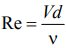 Re = Vd / ν